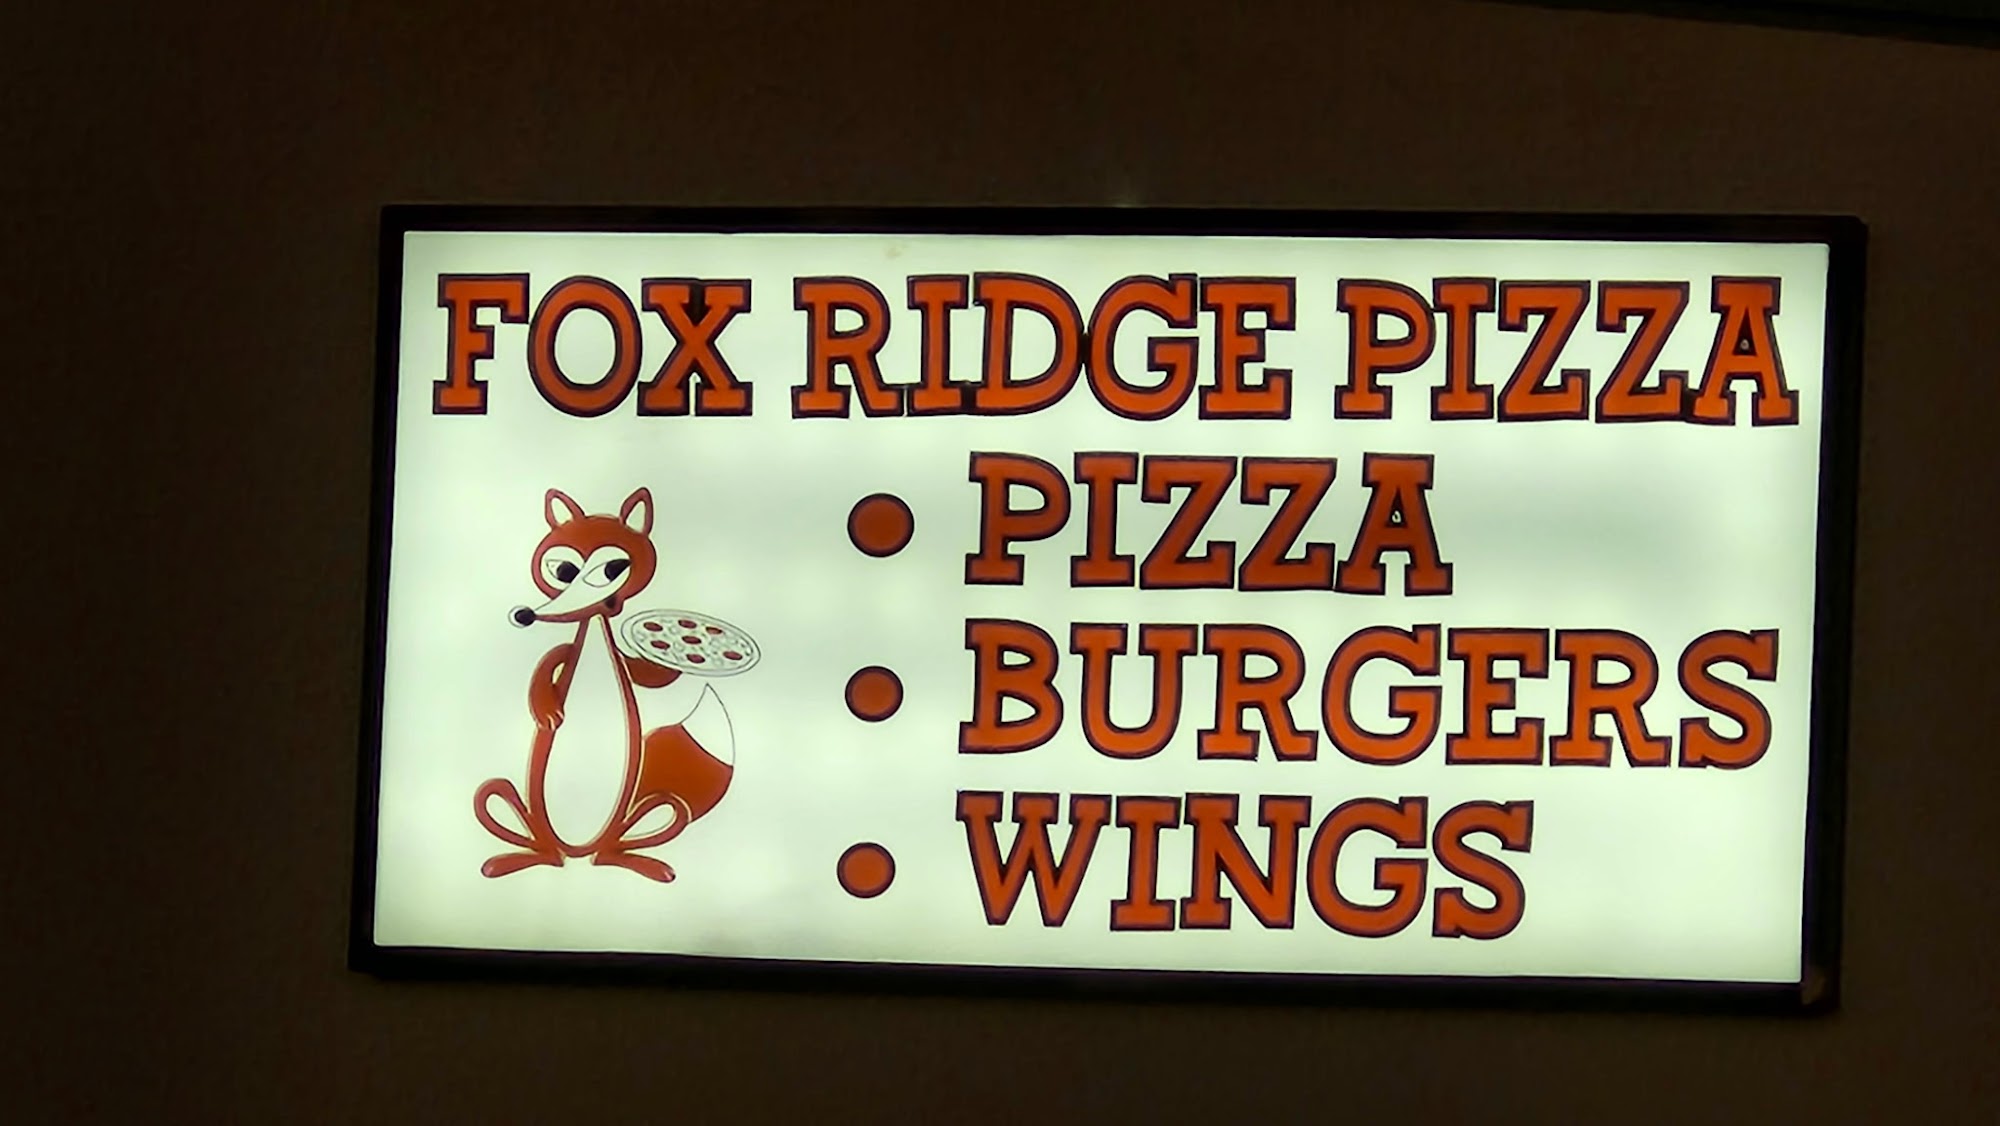 FOX RIDGE PIZZA
• PIZZA
• BURGERS
• WINGS